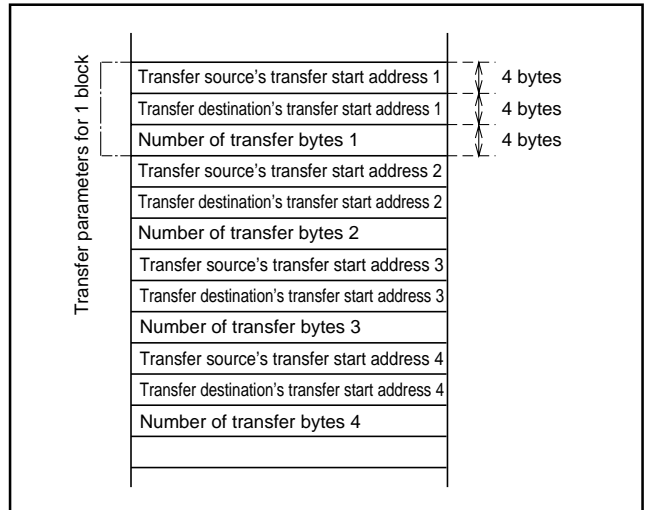 Transfer parameters for 1 block
Transfer source’s transfer start address 1
4 bytes
Transfer destination’s transfer start address 1
4 bytes
Number of transfer bytes 1
4 bytes
Transfer source’s transfer start address 2
Transfer destination’s transfer start address 2
Number of transfer bytes 2
Transfer source’s transfer start address 3
Transfer destination’s transfer start address 3
Number of transfer bytes 3
Transfer source’s transfer start address 4
Transfer destination’s transfer start address 4
Number of transfer bytes 4